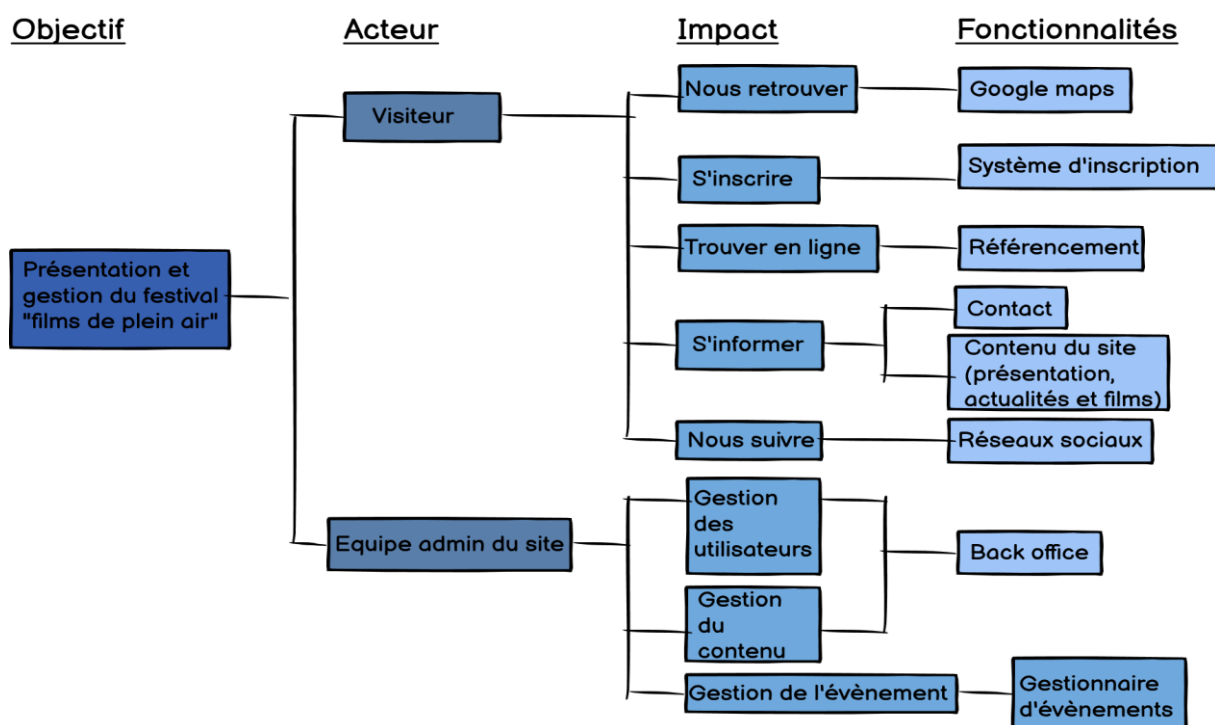 Objectif
Acteur
Impact
Fonctionnalités
Présentation et
gestion du festival
"films de plein air"
Visiteur
Nous retrouver
Google maps
S'inscrire
Système d'inscription
Trouver en ligne
Référencement
S'informer
Contact
Contenu du site
(présentation,
actualités et films)
Nous suivre
Réseaux sociaux
Equipe admin du site
Gestion
des
utilisateurs
Gestion
du
contenu
Back office
Gestion de l'évènement
Gestionnaire
d'évènements